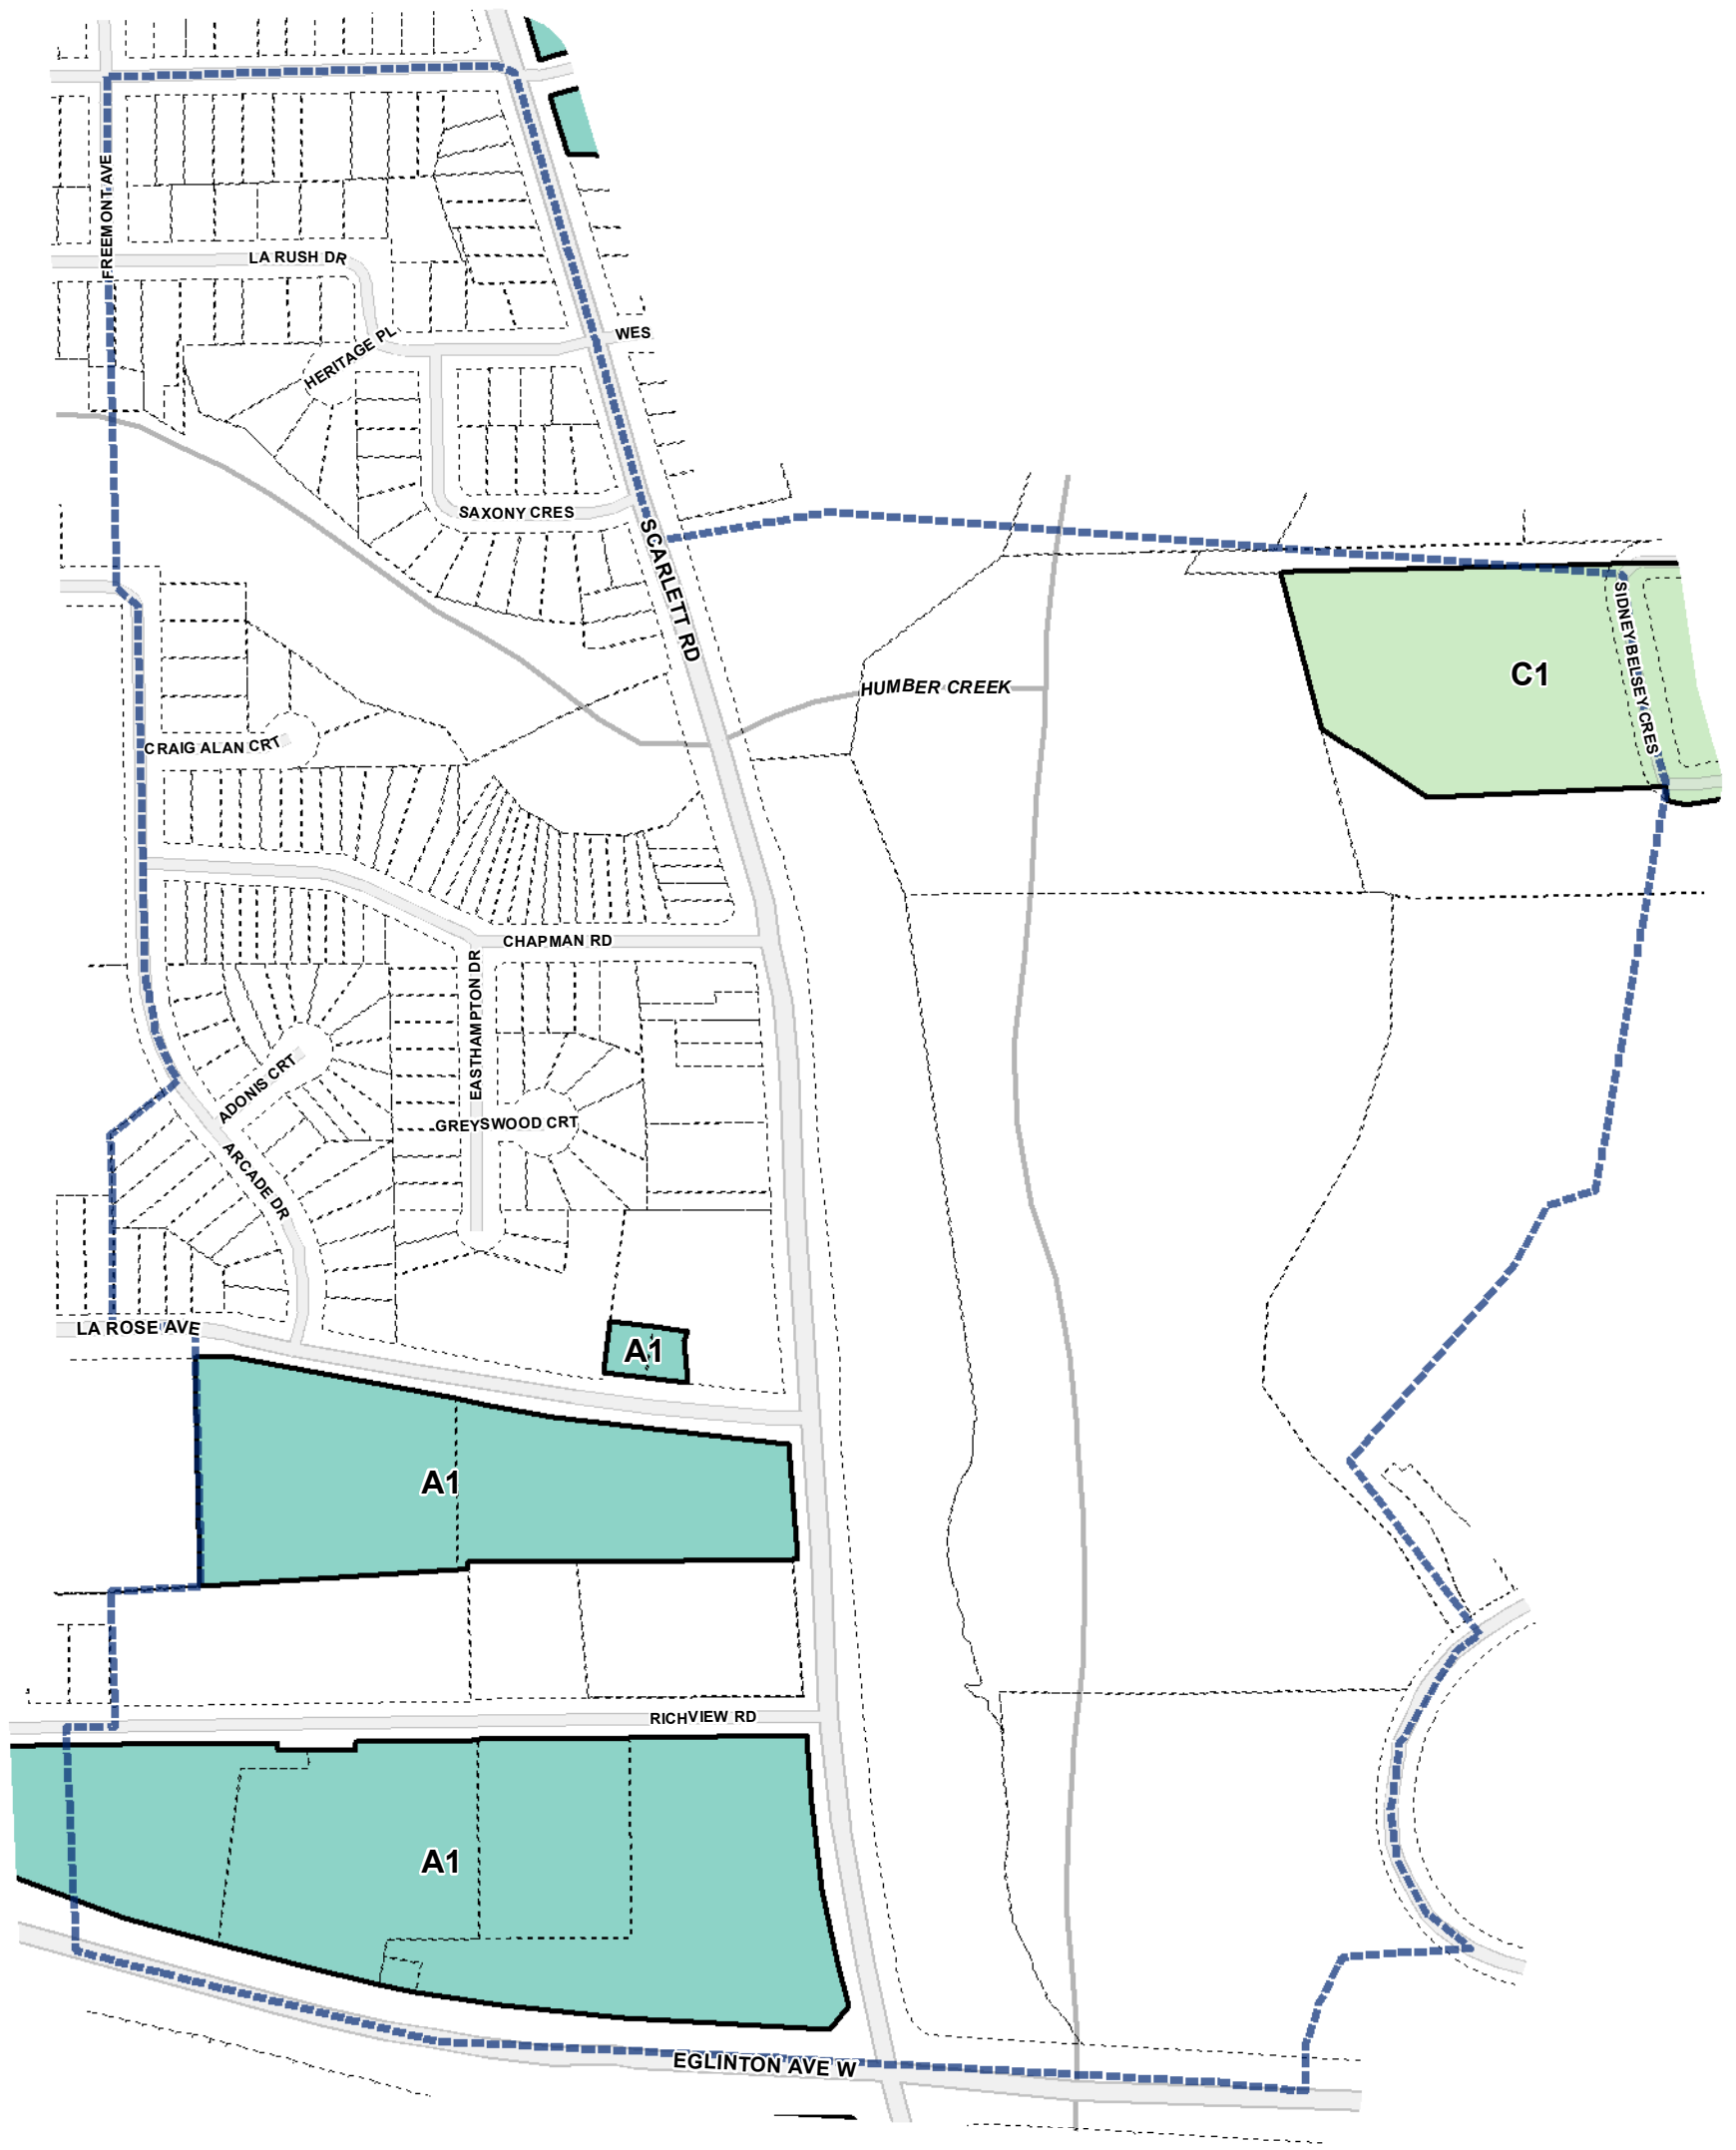 FREEMONT AVE
LA RUSH DR
WES
HERITAGE PL
SAXONY CRES
SCARLETT RD
SIDNEY BELSEY CRES
C1
HUMBER CREEK
CRAIG ALAN CRT
CHAPMAN RD
EASTHAMPTON DR
ADONIS CRT
GREYSWOOD CRT
ARCADE DR
LA ROSE AVE
A1
A1
RICHVIEW RD
A1
EGLINTON AVE W